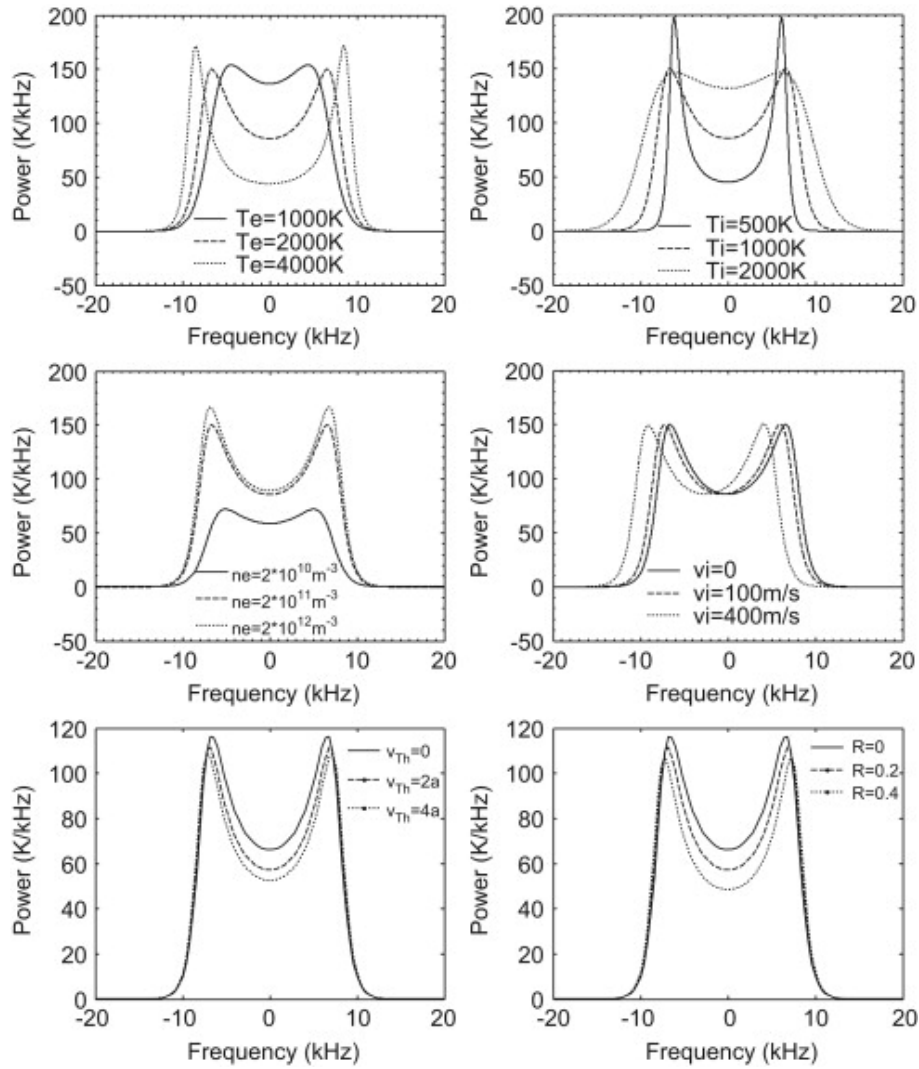 200
150
100
50
0
-50
Power (K/kHz)
Te=1000K
Te=2000K
Te=4000K
-20 -10 0 10 20
Frequency (kHz)
200
150
100
50
0
-50
Power (K/kHz)
Ti=500K
Ti=1000K
Ti=2000K
-20 -10 0 10 20
Frequency (kHz)
200
150
100
50
0
-50
Power (K/kHz)
ne=2*10¹⁰m⁻³
ne=2*10¹¹m⁻³
ne=2*10¹²m⁻³
-20 -10 0 10 20
Frequency (kHz)
200
150
100
50
0
-50
Power (K/kHz)
vi=0
vi=100m/s
vi=400m/s
-20 -10 0 10 20
Frequency (kHz)
120
100
80
60
40
20
0
Power (K/kHz)
v_Th=0
v_Th=2a
v_Th=4a
-20 -10 0 10 20
Frequency (kHz)
120
100
80
60
40
20
0
Power (K/kHz)
R=0
R=0.2
R=0.4
-20 -10 0 10 20
Frequency (kHz)